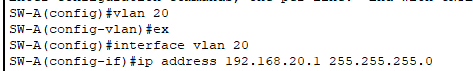 SW-A(config)#vlan 20
SW-A(config-vlan)#ex
SW-A(config)#interface vlan 20
SW-A(config-if)#ip address 192.168.20.1 255.255.255.0